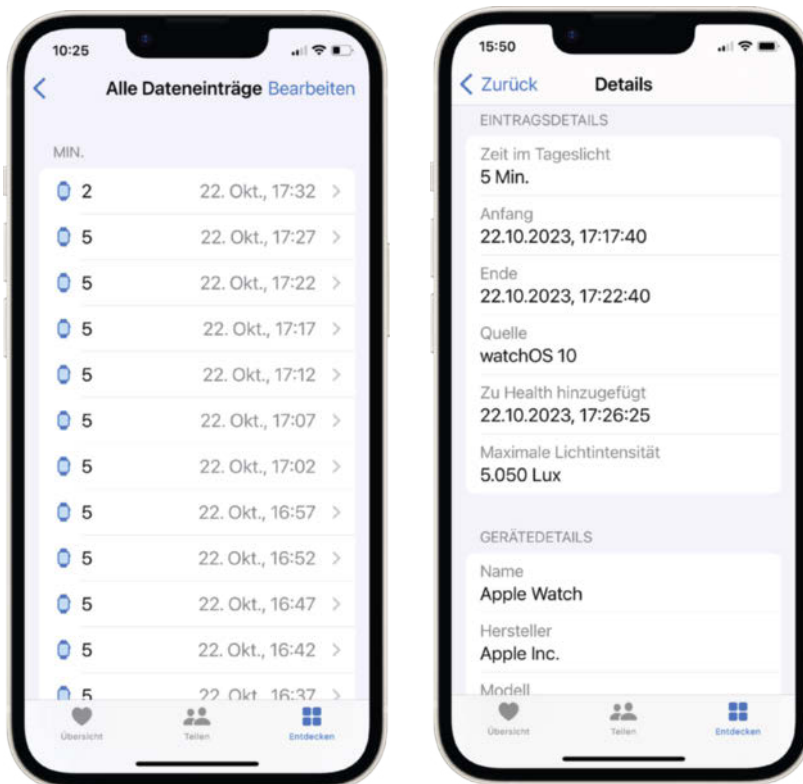 10:25
Alle Dateneinträge Bearbeiten
MIN.
2 22. Okt., 17:32
5 22. Okt., 17:27
5 22. Okt., 17:22
5 22. Okt., 17:17
5 22. Okt., 17:12
5 22. Okt., 17:07
5 22. Okt., 17:02
5 22. Okt., 16:57
5 22. Okt., 16:52
5 22. Okt., 16:47
5 22. Okt., 16:42
5 22. Okt., 16:37
Übersicht Teilen Entdecken
15:50
Zurück Details
EINTRAGSDETAILS
Zeit im Tageslicht
5 Min.
Anfang
22.10.2023, 17:17:40
Ende
22.10.2023, 17:22:40
Quelle
watchOS 10
Zu Health hinzugefügt
22.10.2023, 17:26:25
Maximale Lichtintensität
5.050 Lux
GERÄTEDETAILS
Name
Apple Watch
Hersteller
Apple Inc.
Modell
Übersicht Teilen Entdecken